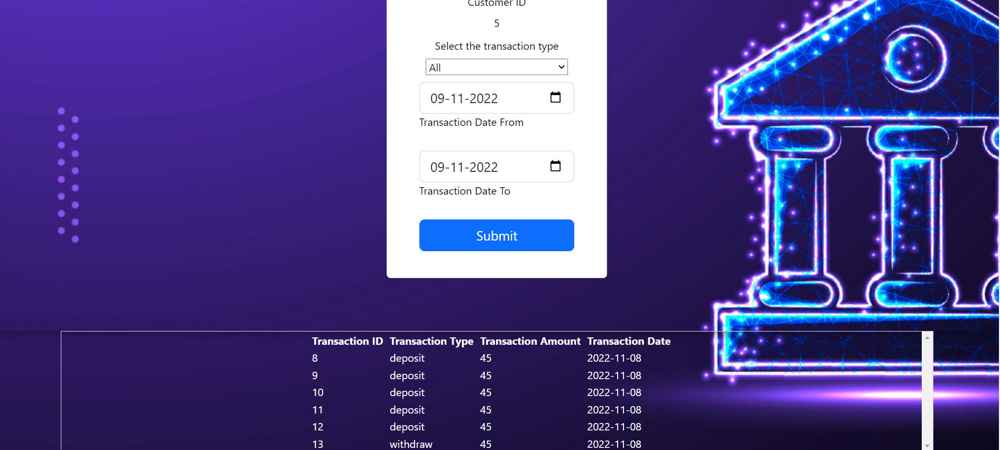 Customer ID
5
Select the transaction type
All
09-11-2022
Transaction Date From
09-11-2022
Transaction Date To
Submit
Transaction ID Transaction Type Transaction Amount Transaction Date
8 deposit 45 2022-11-08
9 deposit 45 2022-11-08
10 deposit 45 2022-11-08
11 deposit 45 2022-11-08
12 deposit 45 2022-11-08
13 withdraw 45 2022-11-08